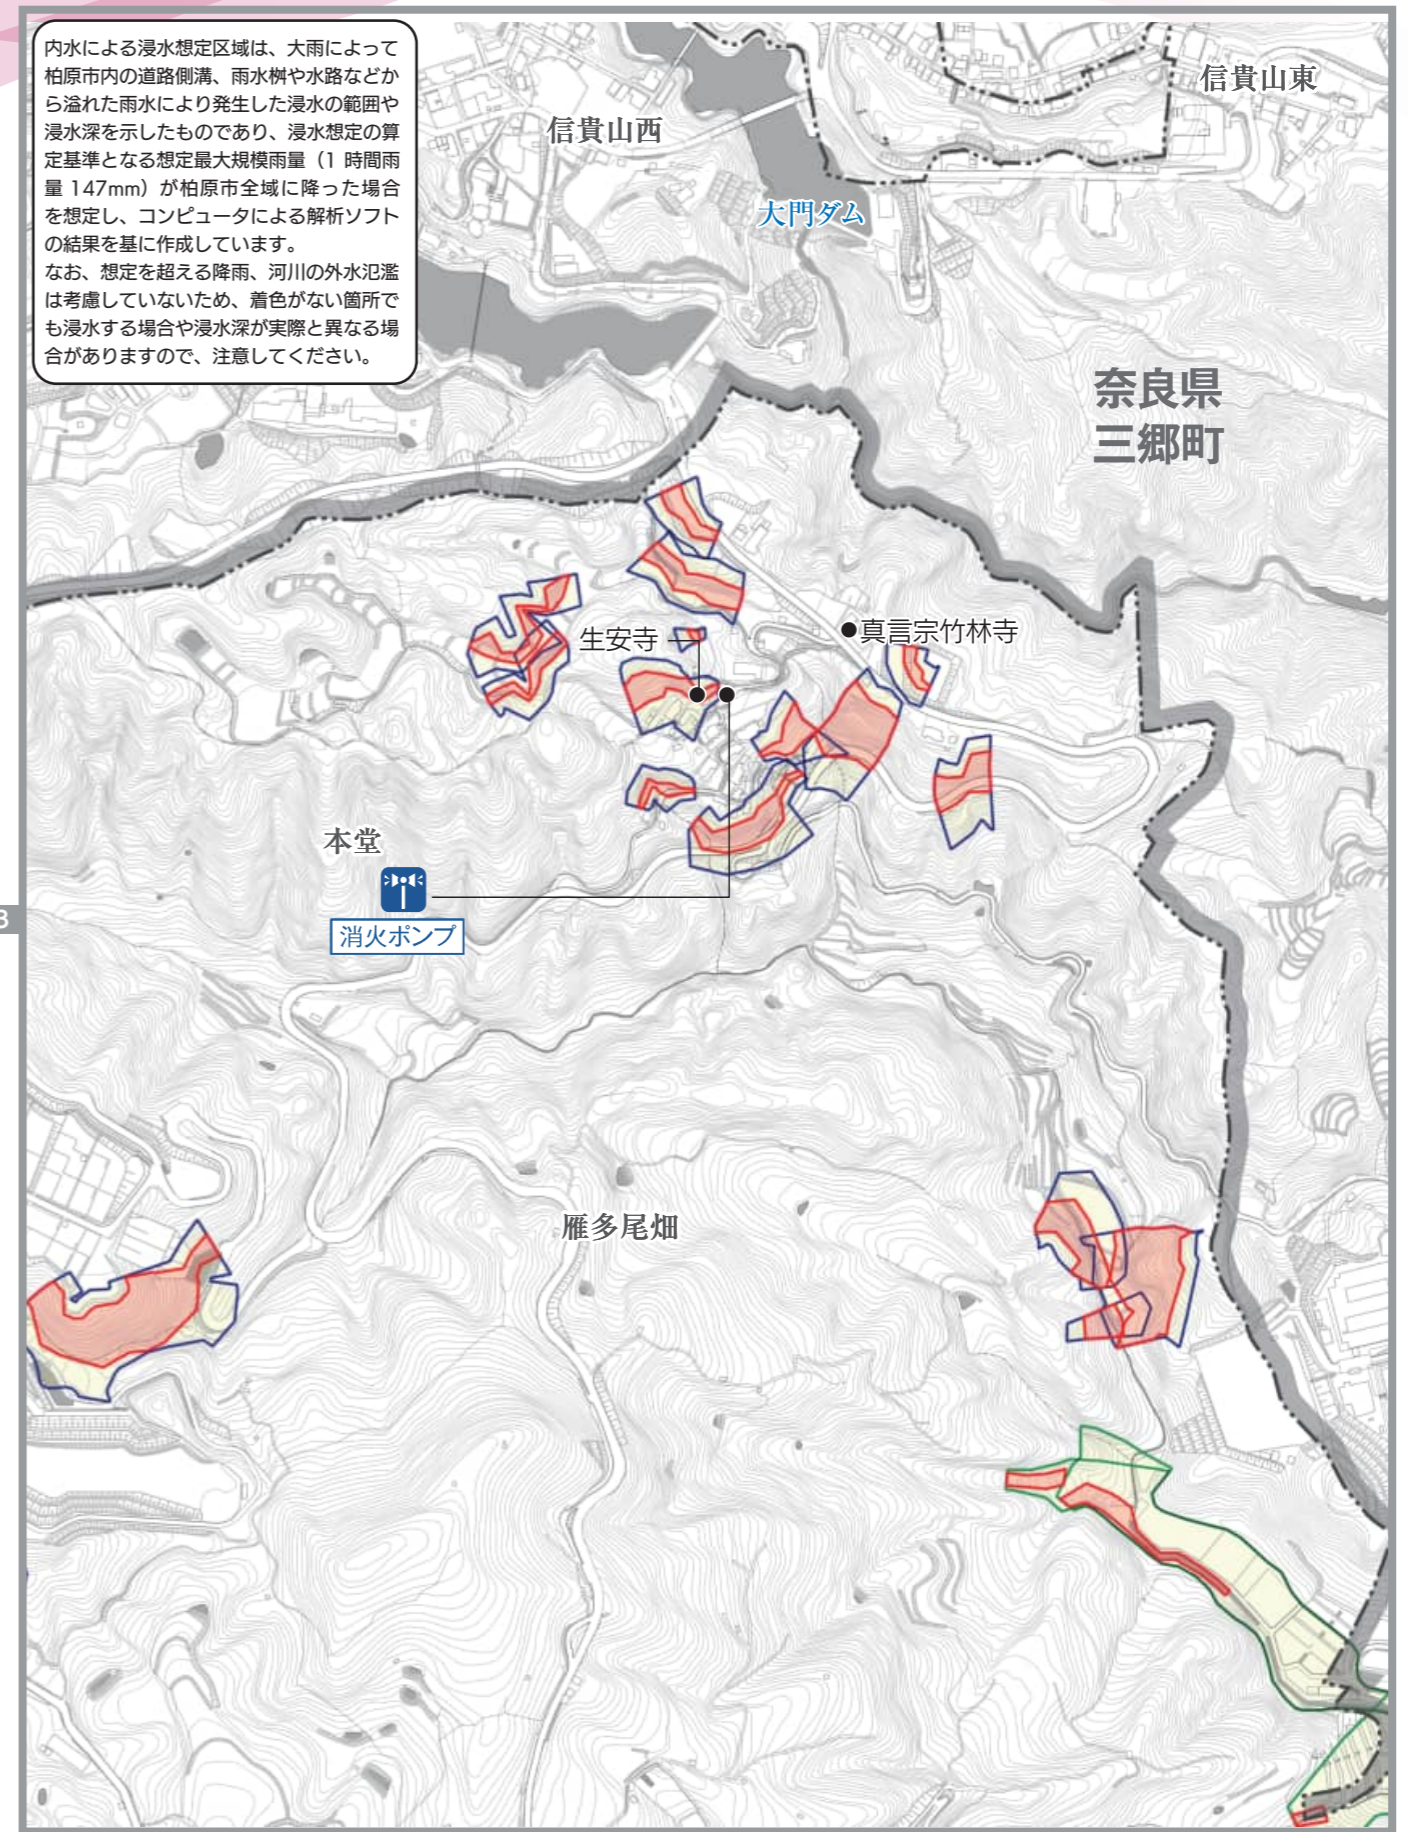 内水による浸水想定区域は、大雨によって
柏原市内の道路側溝、雨水桝や水路などか
ら溢れた雨水により発生した浸水の範囲や
浸水深を示したものであり、浸水想定の算
定基準となる想定最大規模雨量（1 時間雨
量 147mm）が柏原市全域に降った場合
を想定し、コンピュータによる解析ソフト
の結果を基に作成しています。
なお、想定を超える降雨、河川の外水氾濫
は考慮していないため、着色がない箇所で
も浸水する場合や浸水深が実際と異なる場
合がありますので、注意してください。
信貴山東
信貴山西
大門ダム
奈良県
三郷町
生安寺
真言宗竹林寺
本堂
消火ポンプ
3
雁多尾畑